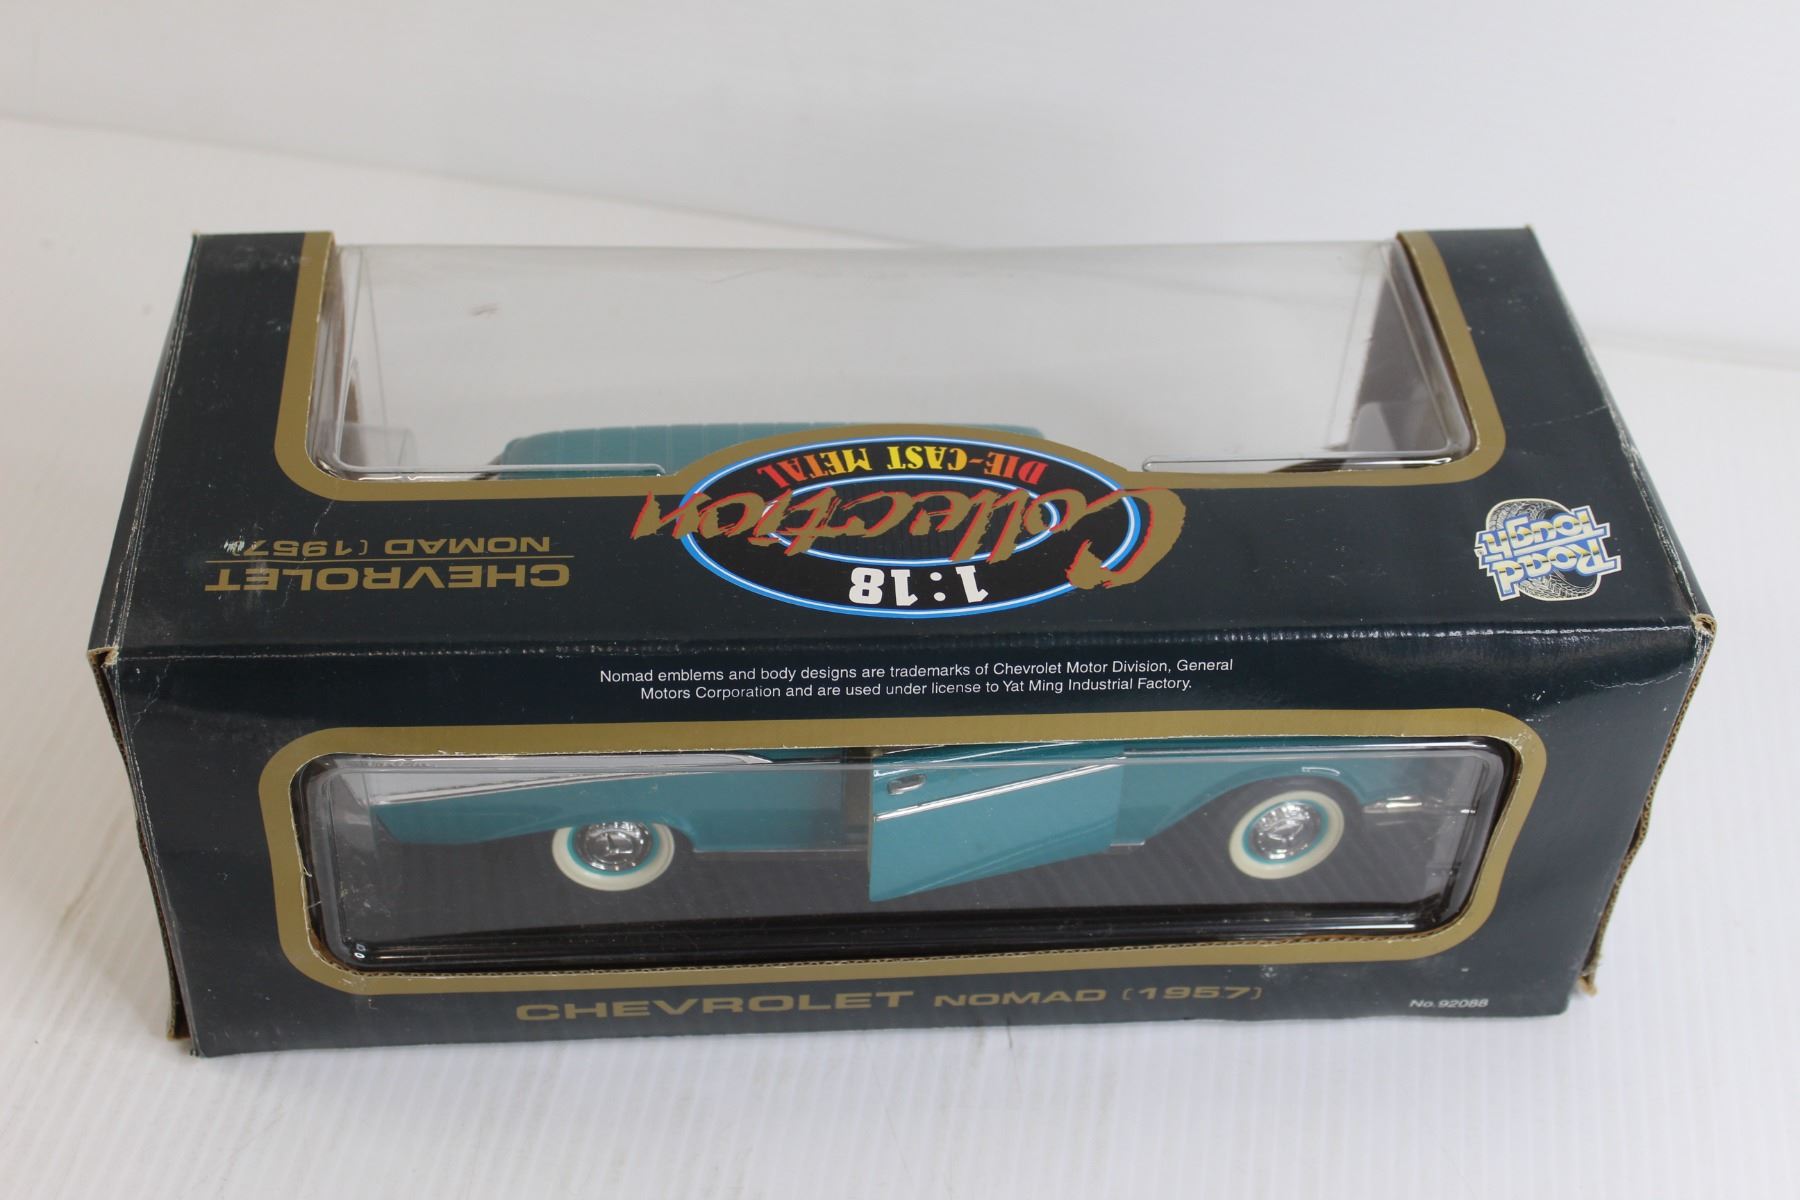 DIE-CAST METAL
Collection
1:18
CHEVROLET
NOMAD (1957)
Road
Tough
Nomad emblems and body designs are trademarks of Chevrolet Motor Division, General
Motors Corporation and are used under license to Yat Ming Industrial Factory.
CHEVROLET NOMAD (1957)
No.92088